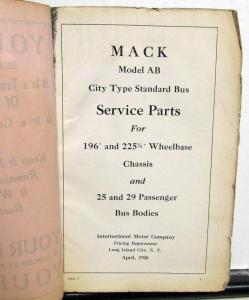 MACK
Model AB
City Type Standard Bus
Service Parts
For
196" and 225¾" Wheelbase
Chassis
and
25 and 29 Passenger
Bus Bodies
International Motor Company
Pricing Department
Long Island City, N. Y.
April, 1926